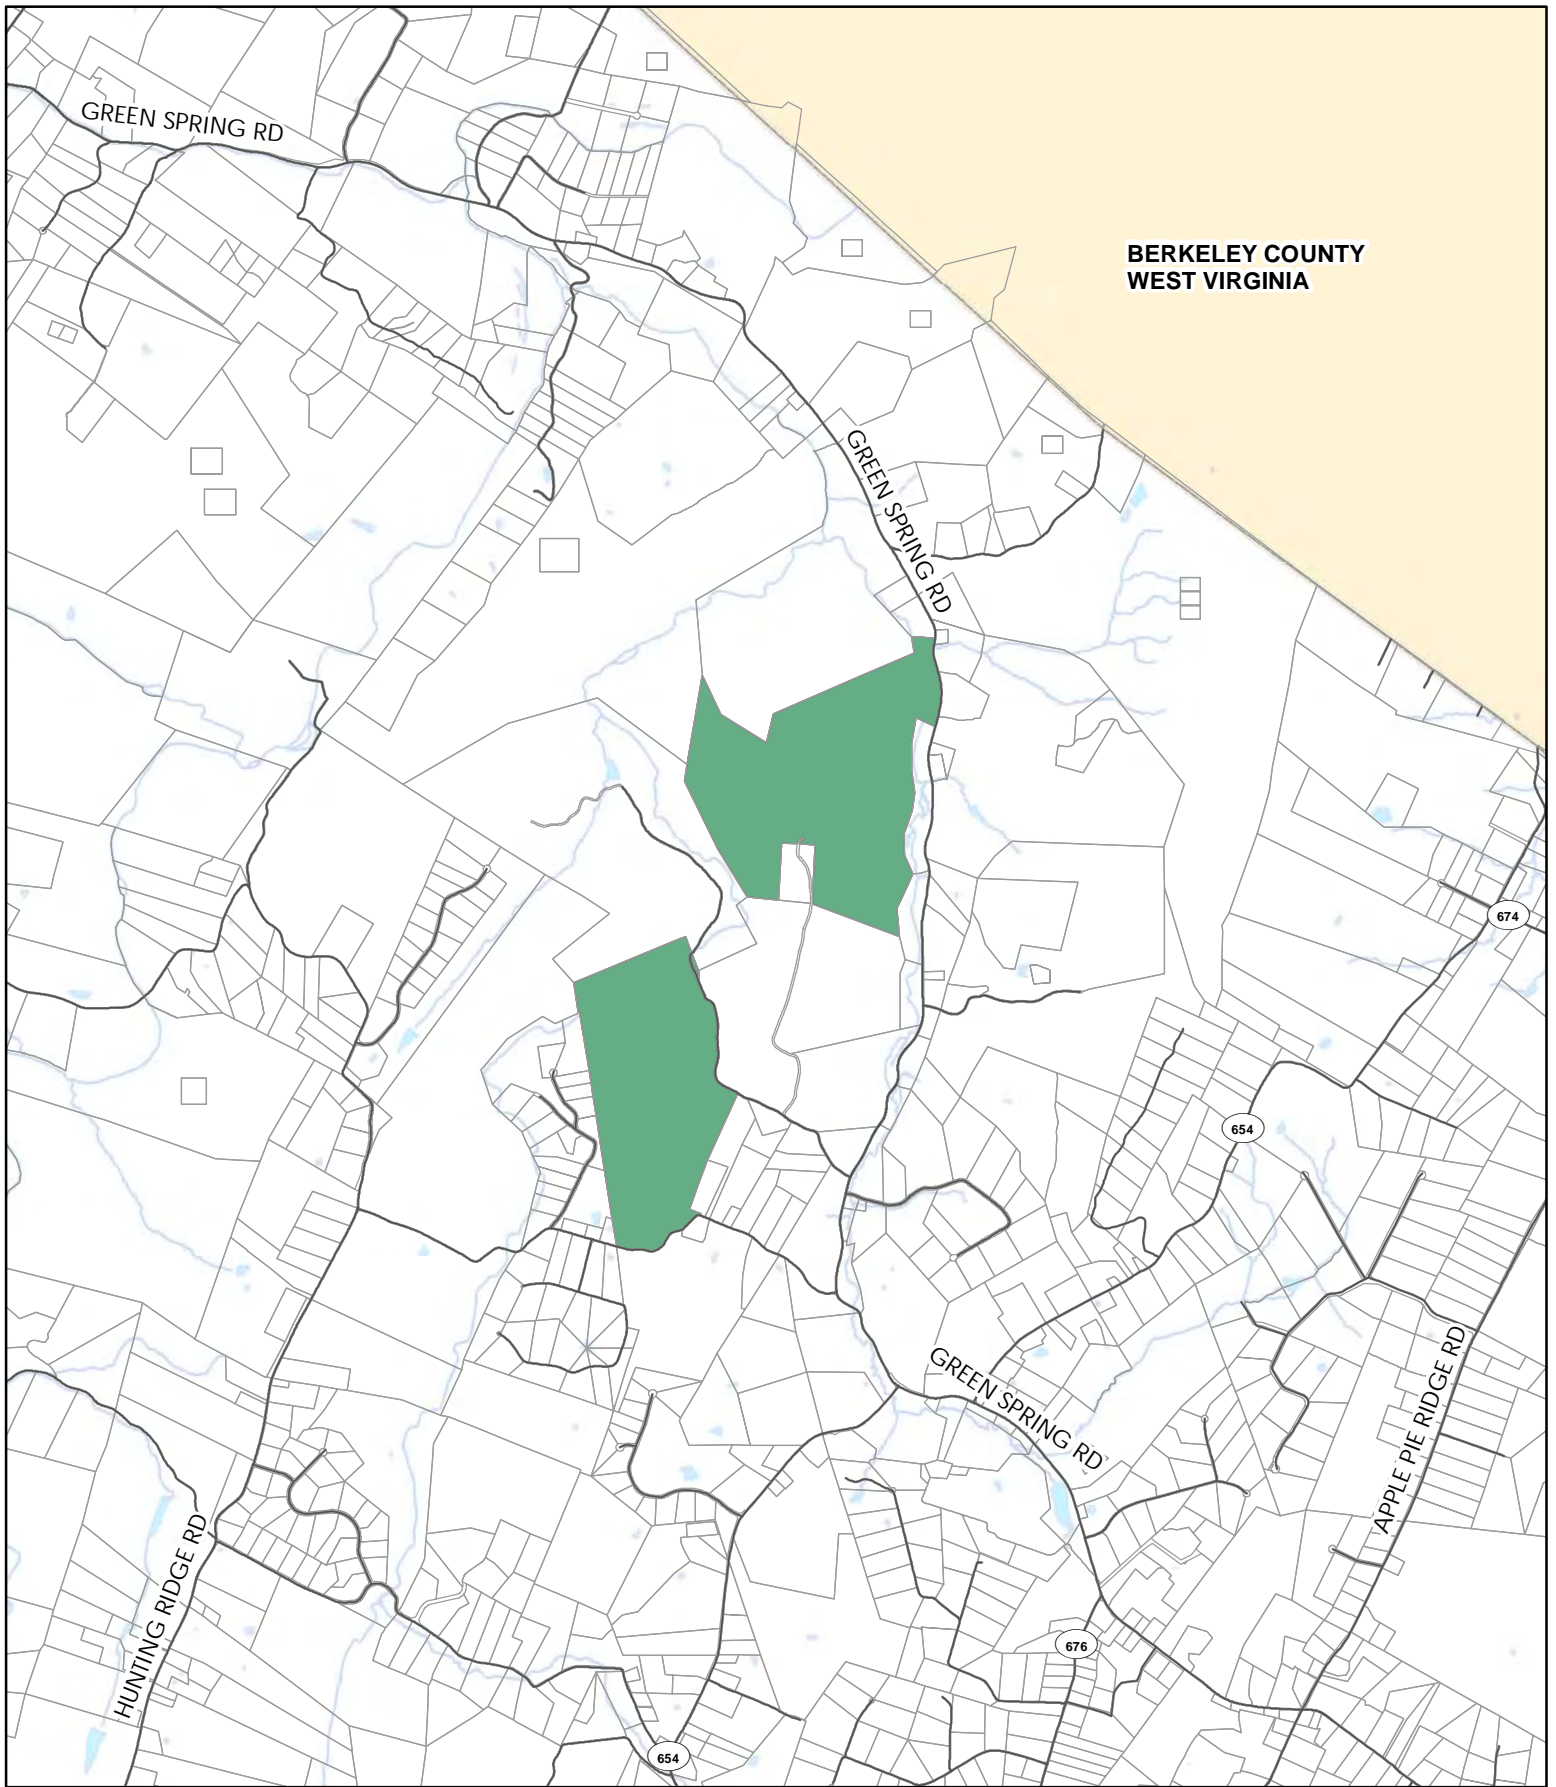 GREEN SPRING RD
BERKELEY COUNTY
WEST VIRGINIA
GREEN SPRING RD
674
654
GREEN SPRING RD
APPLE PIE RIDGE RD
HUNTING RIDGE RD
676
654